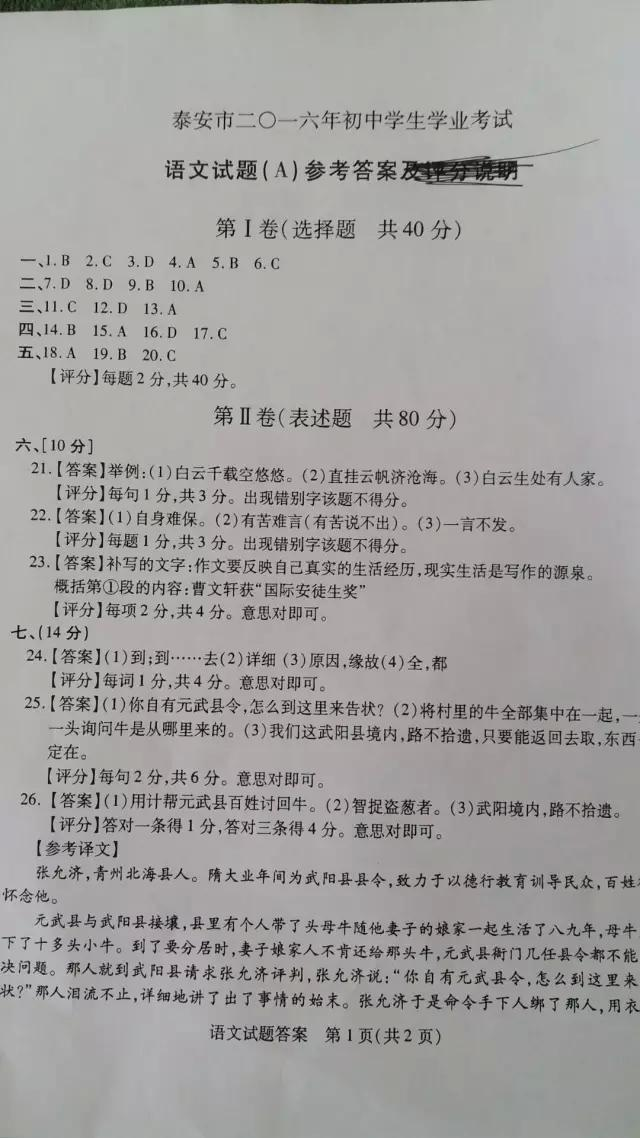 泰安市二〇一六年初中学生学业考试
语文试题(A)参考答案及评分说明
第Ⅰ卷(选择题 共40分)
一、1.B 2.C 3.D 4.A 5.B 6.C
二、7.D 8.D 9.B 10.A
三、11.C 12.D 13.A
四、14.B 15.A 16.D 17.C
五、18.A 19.B 20.C
【评分】每题2分,共40分。
第Ⅱ卷(表述题 共80分)
六、[10分]
21.【答案】举例:(1)白云千载空悠悠。(2)直挂云帆济沧海。(3)白云生处有人家。
【评分】每句1分,共3分。出现错别字该题不得分。
22.【答案】(1)自身难保。(2)有苦难言(有苦说不出)。(3)一言不发。
【评分】每题1分,共3分。出现错别字该题不得分。
23.【答案】补写的文字:作文要反映自己真实的生活经历,现实生活是写作的源泉。
概括第①段的内容:曹文轩获“国际安徒生奖”
【评分】每项2分,共4分。意思对即可。
七、(14分)
24.【答案】(1)到;到……去(2)详细 (3)原因,缘故(4)全,都
【评分】每词1分,共4分。意思对即可。
25.【答案】(1)你自有元武县令,怎么到这里来告状?(2)将村里的牛全部集中在一起,一
一头询问牛是从哪里来的。(3)我们这武阳县境内,路不拾遗,只要能返回去取,东西
定在。
【评分】每句2分,共6分。意思对即可。
26.【答案】(1)用计帮元武县百姓讨回牛。(2)智捉盗葱者。(3)武阳境内,路不拾遗。
【评分】答对一条得1分,答对三条得4分。意思对即可。
【参考译文】
张允济,青州北海县人。隋大业年间为武阳县县令,致力于以德行教育训导民众,百姓
怀念他。
元武县与武阳县接壤,县里有个人带了头母牛随他妻子的娘家一起生活了八九年,母牛
下了十多头小牛。到了要分居时,妻子娘家人不肯还给那头牛,元武县衙门几任县令都不能
决问题。那人就到武阳县请求张允济评判,张允济说:“你自有元武县令,怎么到这里来
状?”那人泪流不止,详细地讲了出了事情的始末。张允济于是命令手下人绑了那人,用衣
语文试题答案 第1页(共2页)